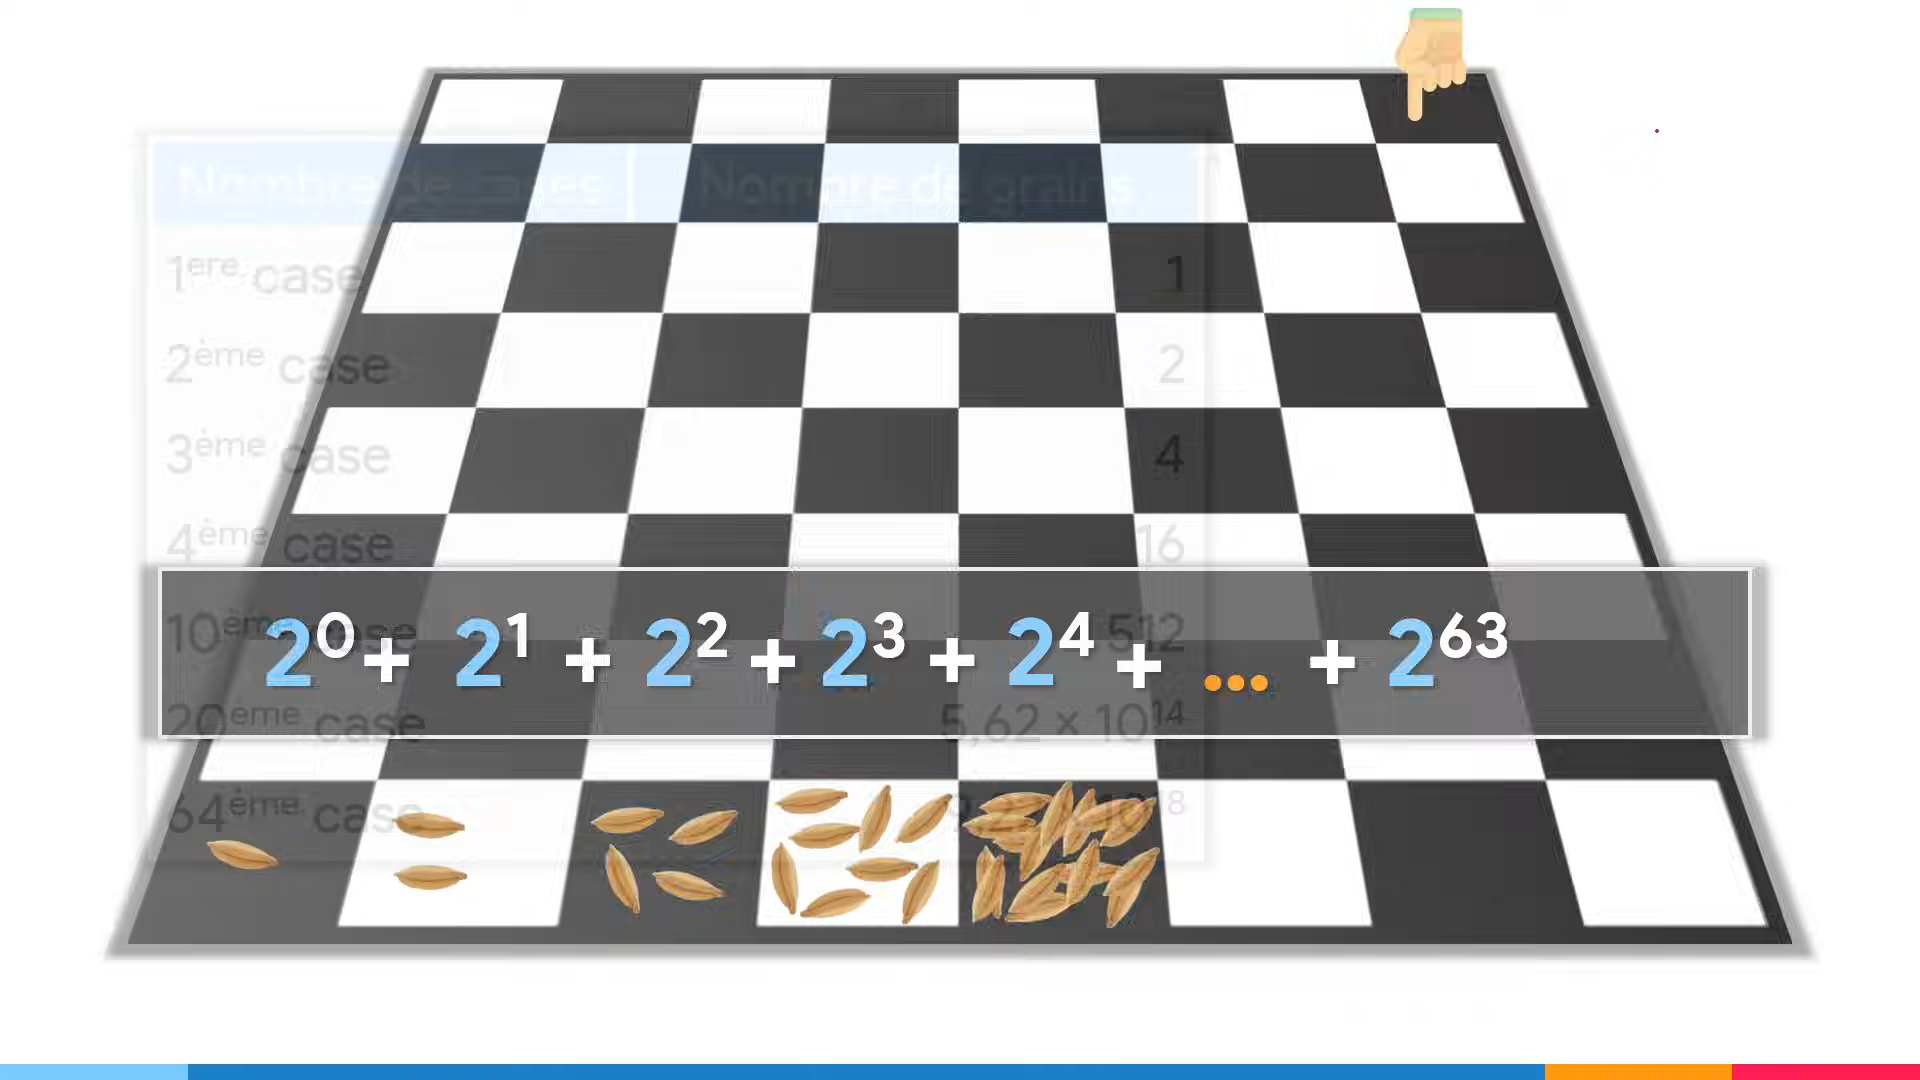 Nombre de cases Nombre de grains
1ere case 1
2ème case 2
3ème case 4
4ème case 16
10ème case 512
2⁰ + 2¹ + 2² + 2³ + 2⁴ + ... + 2⁶³
20ème case 5,62 × 10¹⁴
64ème case